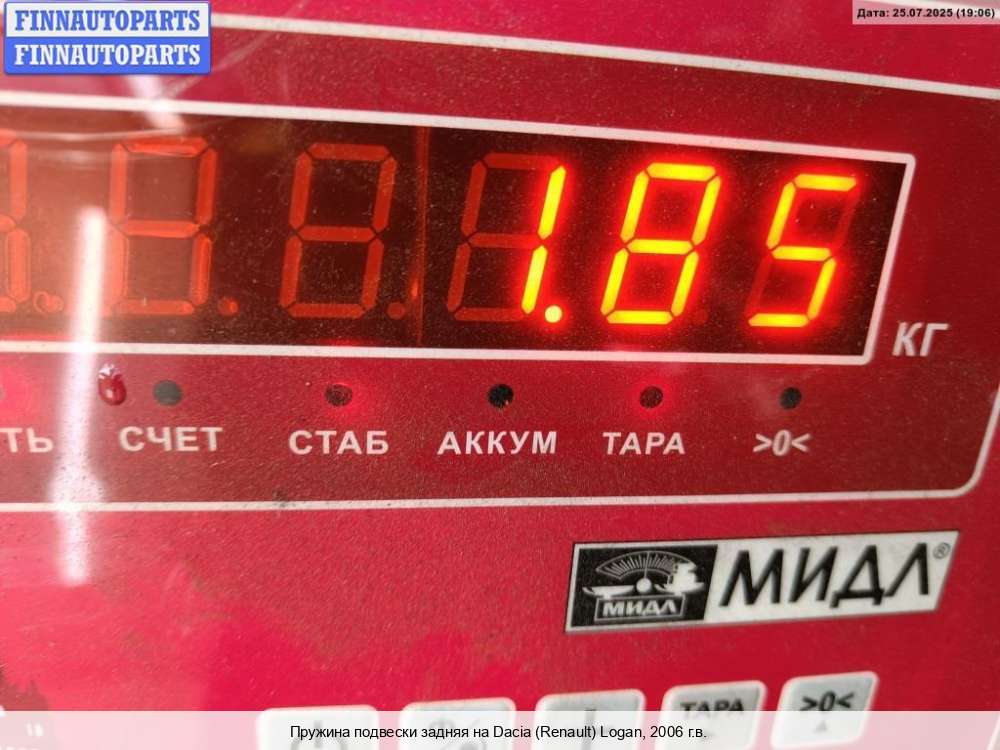 FINNAUTOPARTS
FINNAUTOPARTS
Дата: 25.07.2025 (19:06)
1.85
КГ
ТЬ СЧЕТ СТАБ АККУМ ТАРА >0<
МИДЛ МИДЛ®
ТАРА >0<
Пружина подвески задняя на Dacia (Renault) Logan, 2006 г.в.